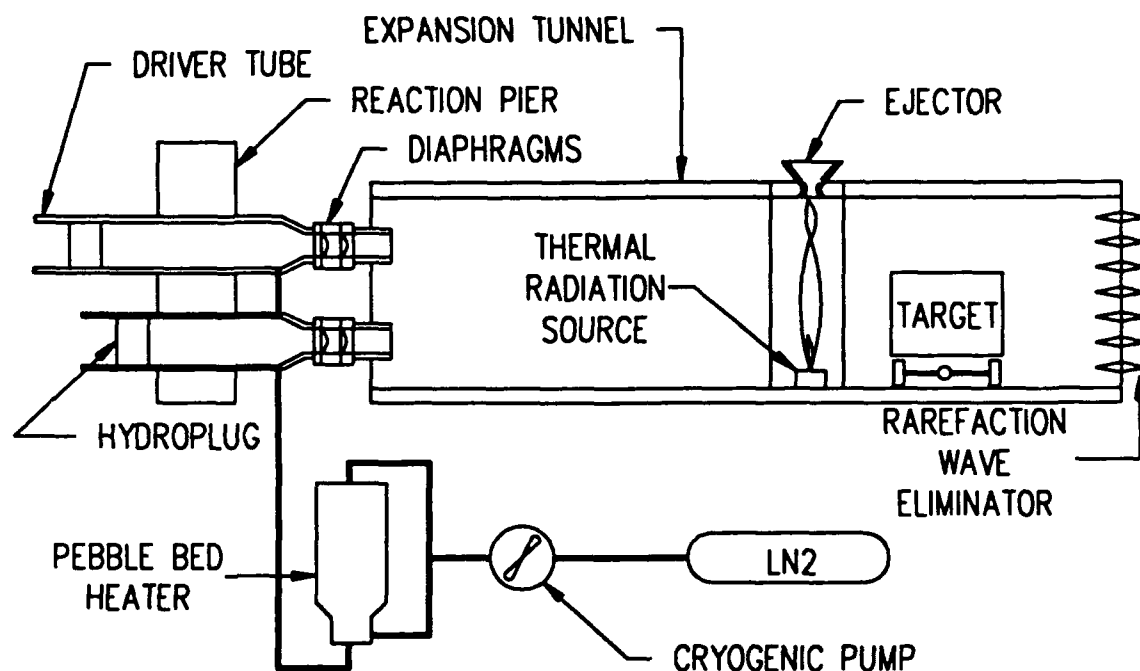 EXPANSION TUNNEL
DRIVER TUBE
REACTION PIER
EJECTOR
DIAPHRAGMS
THERMAL
RADIATION
SOURCE
TARGET
HYDROPLUG
RAREFACTION
WAVE
ELIMINATOR
PEBBLE BED
HEATER
LN2
CRYOGENIC PUMP